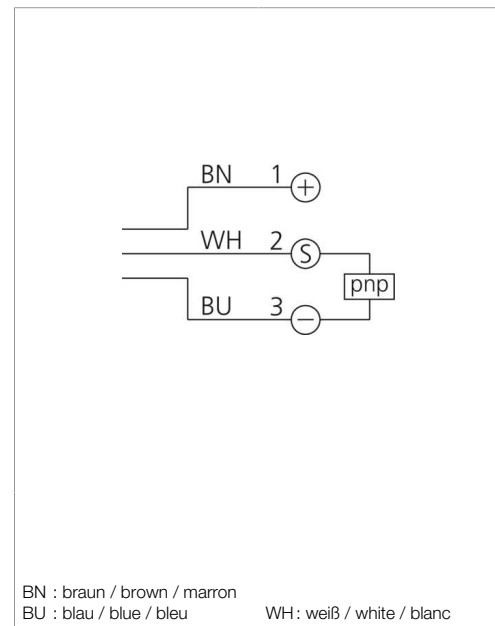 BN 1 +
WH 2 S
pnp
BU 3 −
BN : braun / brown / marron
BU : blau / blue / bleu WH : weiß / white / blanc